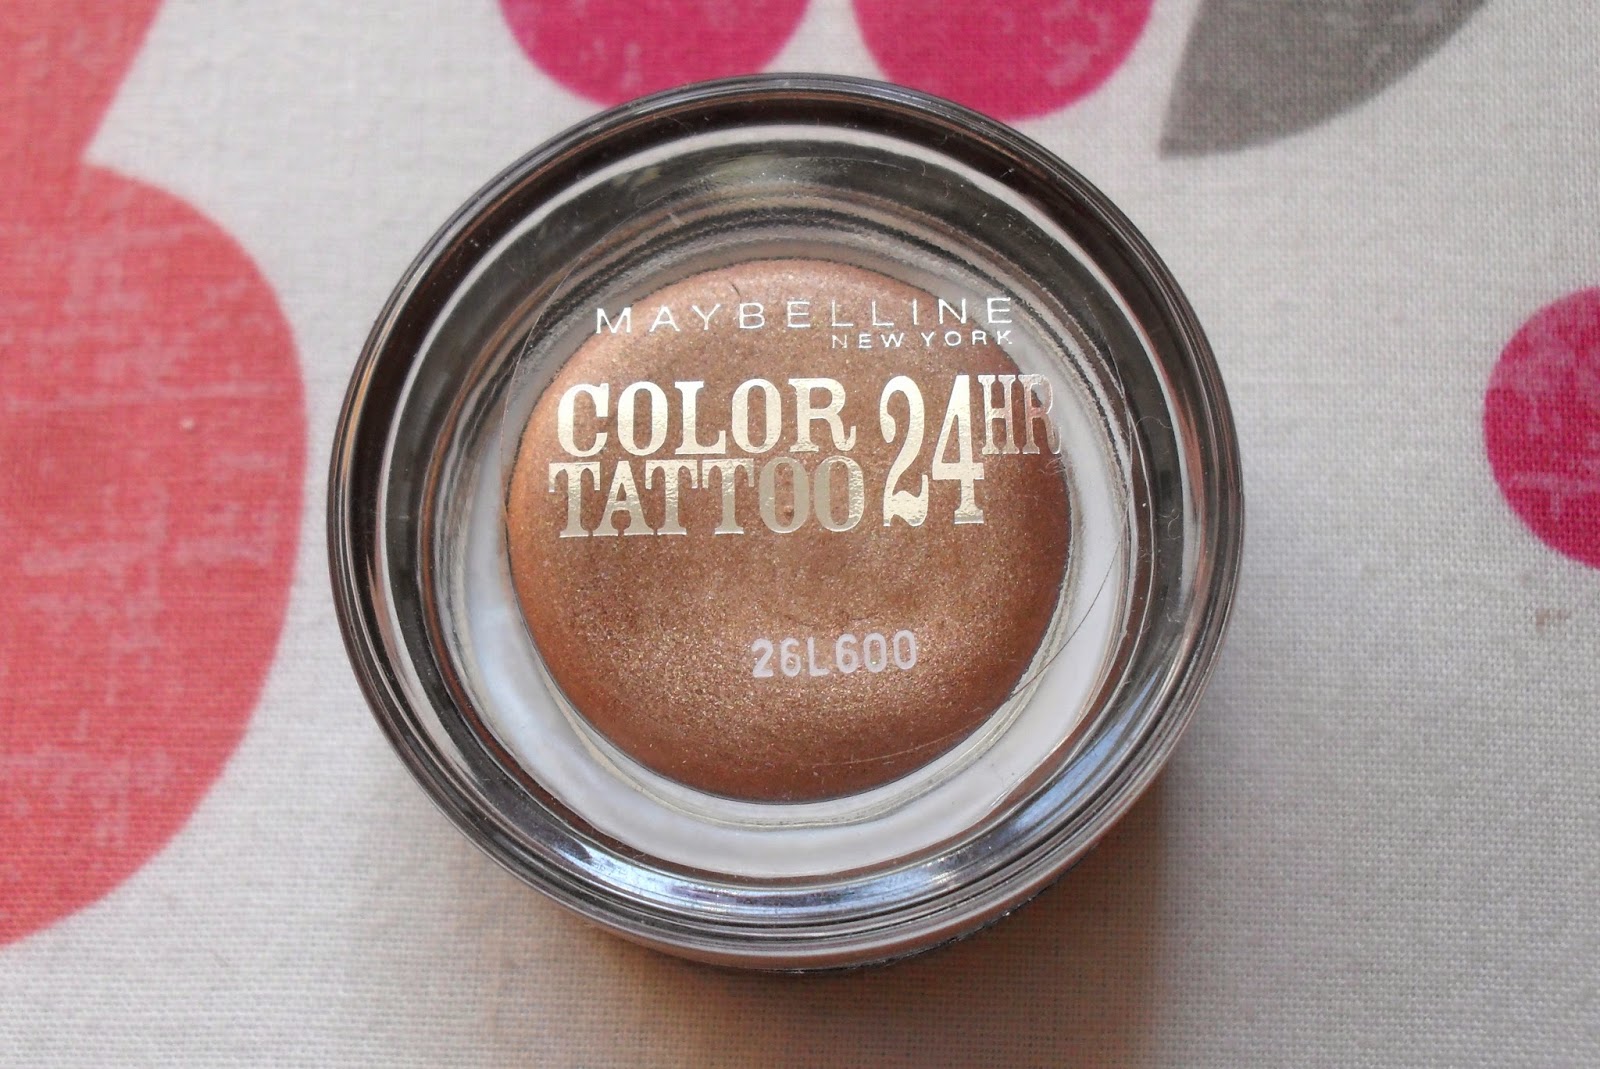 MAYBELLINE
NEW YORK
COLOR 24HR
TATTOO
26L600